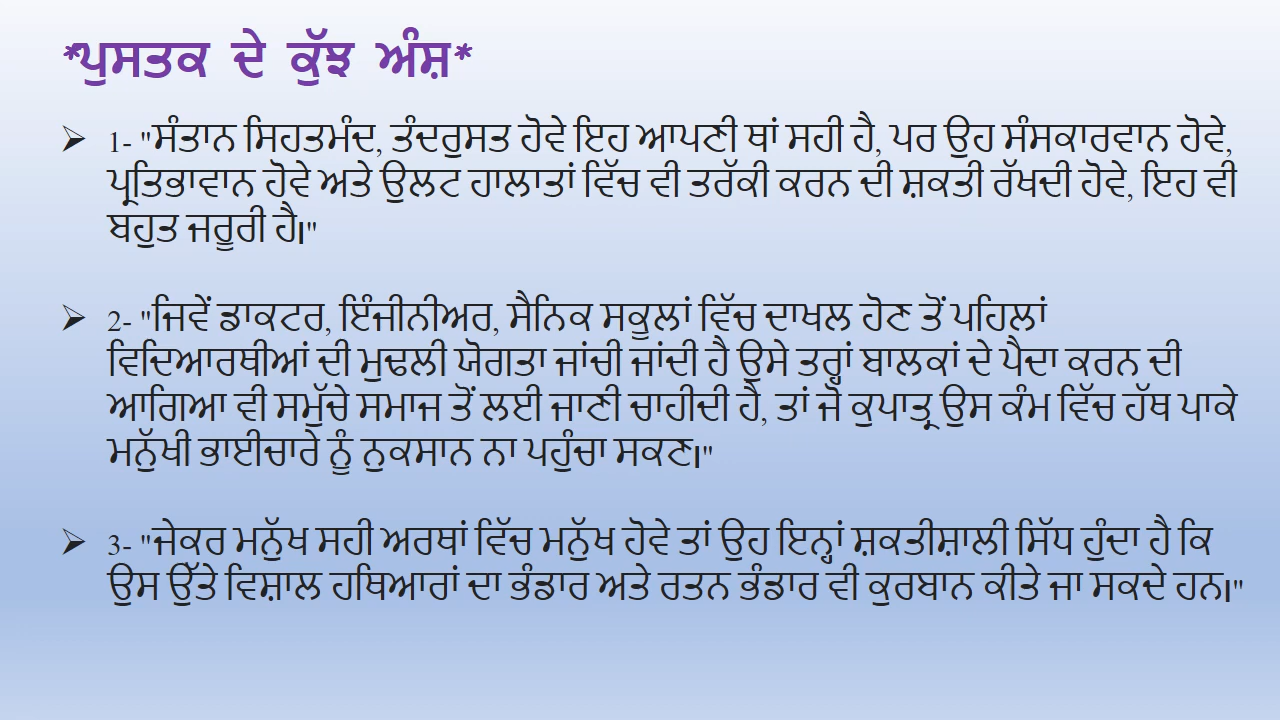 *ਪੁਸਤਕ ਦੇ ਕੁੱਝ ਅੰਸ਼*
➢ 1- "ਸੰਤਾਨ ਸਿਹਤਮੰਦ, ਤੰਦਰੁਸਤ ਹੋਵੇ ਇਹ ਆਪਣੀ ਥਾਂ ਸਹੀ ਹੈ, ਪਰ ਉਹ ਸੰਸਕਾਰਵਾਨ ਹੋਵੇ,
ਪ੍ਰਤਿਭਾਵਾਨ ਹੋਵੇ ਅਤੇ ਉਲਟ ਹਾਲਾਤਾਂ ਵਿੱਚ ਵੀ ਤਰੱਕੀ ਕਰਨ ਦੀ ਸ਼ਕਤੀ ਰੱਖਦੀ ਹੋਵੇ, ਇਹ ਵੀ
ਬਹੁਤ ਜਰੂਰੀ ਹੈ।"
➢ 2- "ਜਿਵੇਂ ਡਾਕਟਰ, ਇੰਜੀਨੀਅਰ, ਸੈਨਿਕ ਸਕੂਲਾਂ ਵਿੱਚ ਦਾਖਲ ਹੋਣ ਤੋਂ ਪਹਿਲਾਂ
ਵਿਦਿਆਰਥੀਆਂ ਦੀ ਮੁਢਲੀ ਯੋਗਤਾ ਜਾਂਚੀ ਜਾਂਦੀ ਹੈ ਉਸੇ ਤਰ੍ਹਾਂ ਬਾਲਕਾਂ ਦੇ ਪੈਦਾ ਕਰਨ ਦੀ
ਆਗਿਆ ਵੀ ਸਮੁੱਚੇ ਸਮਾਜ ਤੋਂ ਲਈ ਜਾਣੀ ਚਾਹੀਦੀ ਹੈ, ਤਾਂ ਜੋ ਕੁਪਾਤ੍ਰ ਉਸ ਕੰਮ ਵਿੱਚ ਹੱਥ ਪਾਕੇ
ਮਨੁੱਖੀ ਭਾਈਚਾਰੇ ਨੂੰ ਨੁਕਸਾਨ ਨਾ ਪਹੁੰਚਾ ਸਕਣ।"
➢ 3- "ਜੇਕਰ ਮਨੁੱਖ ਸਹੀ ਅਰਥਾਂ ਵਿੱਚ ਮਨੁੱਖ ਹੋਵੇ ਤਾਂ ਉਹ ਇਨ੍ਹਾਂ ਸ਼ਕਤੀਸ਼ਾਲੀ ਸਿੱਧ ਹੁੰਦਾ ਹੈ ਕਿ
ਉਸ ਉੱਤੇ ਵਿਸ਼ਾਲ ਹਥਿਆਰਾਂ ਦਾ ਭੰਡਾਰ ਅਤੇ ਰਤਨ ਭੰਡਾਰ ਵੀ ਕੁਰਬਾਨ ਕੀਤੇ ਜਾ ਸਕਦੇ ਹਨ।"